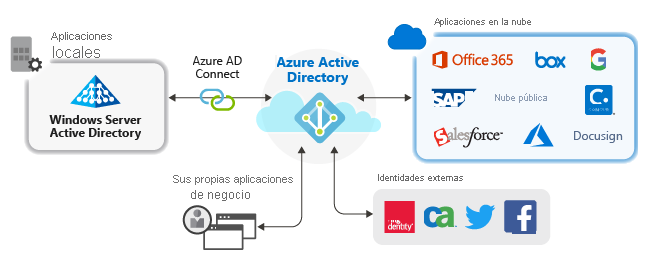 Aplicaciones
locales
Windows Server
Active Directory
Azure AD
Connect
Azure Active
Directory
Aplicaciones en la nube
Office 365
box
G
SAP
Nube pública
C.
salesforce
Docusign
Sus propias aplicaciones
de negocio
Identidades externas
identity
ca
f